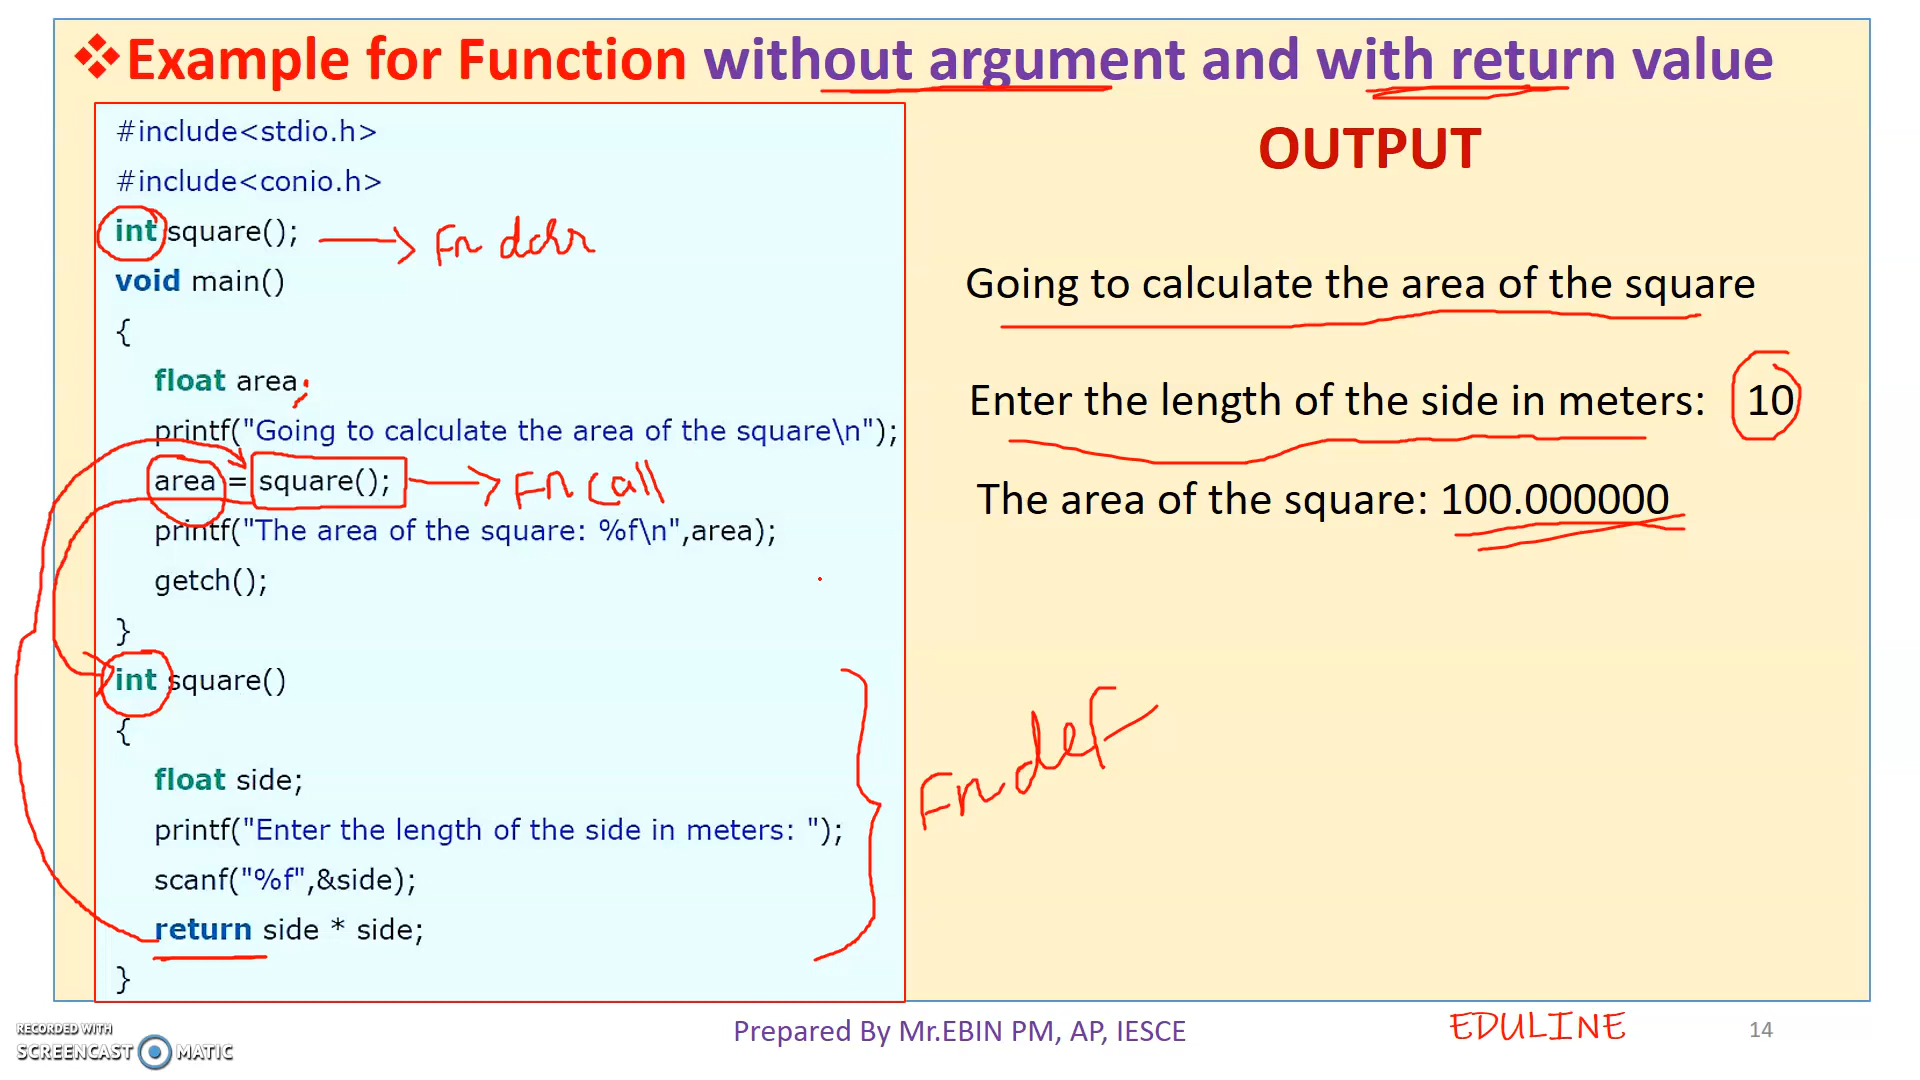 ❖Example for Function without argument and with return value
#include<stdio.h>
#include<conio.h>
int square(); Fn dclr
void main()
{
float area;
printf("Going to calculate the area of the square\n");
area = square(); Fn call
printf("The area of the square: %f\n",area);
getch();
}
int square()
{
float side;
printf("Enter the length of the side in meters: ");
scanf("%f",&side);
return side * side;
}
Fn def
OUTPUT
Going to calculate the area of the square
Enter the length of the side in meters: 10
The area of the square: 100.000000
RECORDED WITH
SCREENCAST MATIC
Prepared By Mr.EBIN PM, AP, IESCE
EDULINE
14